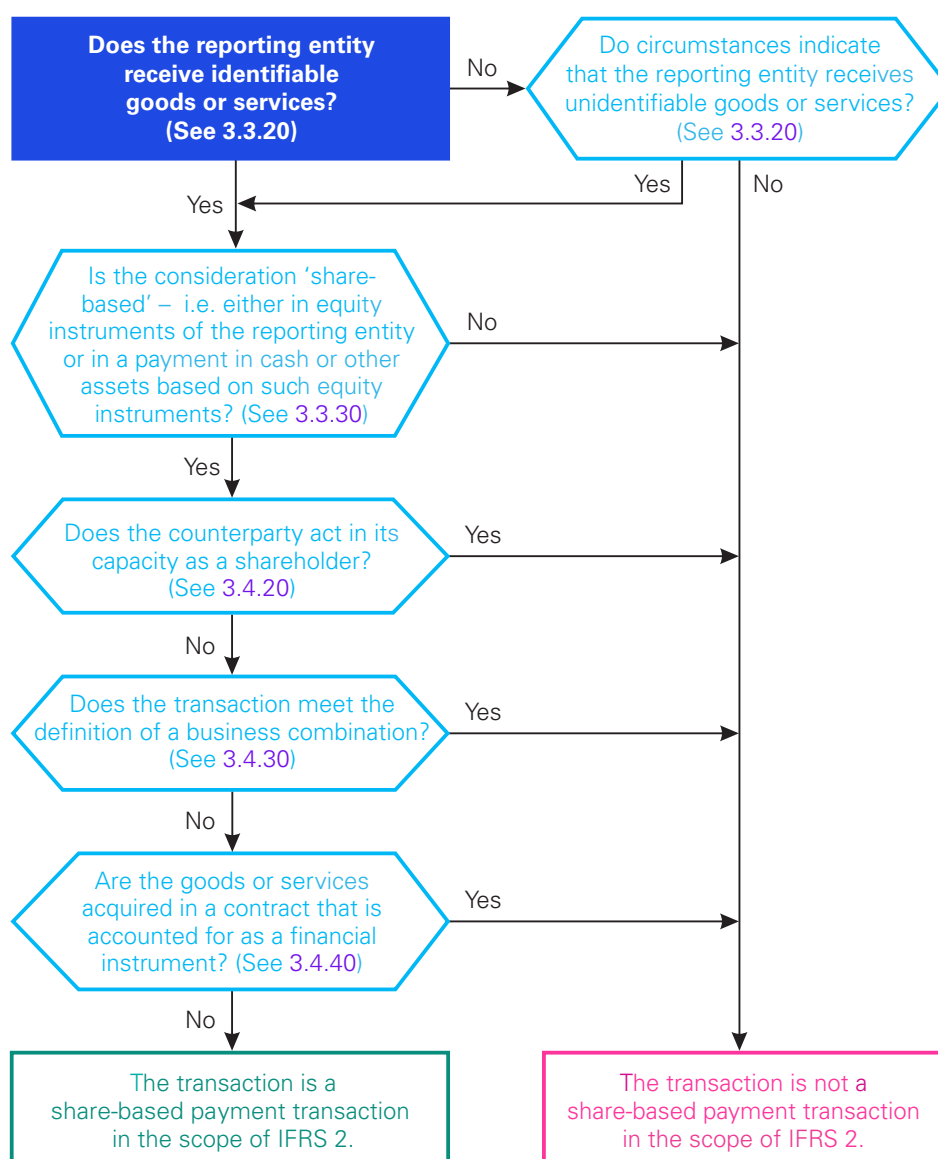 Does the reporting entity
receive identifiable
goods or services?
(See 3.3.20)
No
Do circumstances indicate
that the reporting entity receives
unidentifiable goods or services?
(See 3.3.20)
Yes
Yes
No
Is the consideration ‘share-
based’ – i.e. either in equity
instruments of the reporting entity
or in a payment in cash or other
assets based on such equity
instruments? (See 3.3.30)
No
Yes
Does the counterparty act in its
capacity as a shareholder?
(See 3.4.20)
Yes
No
Does the transaction meet the
definition of a business combination?
(See 3.4.30)
Yes
No
Are the goods or services
acquired in a contract that is
accounted for as a financial
instrument? (See 3.4.40)
Yes
No
The transaction is a
share-based payment transaction
in the scope of IFRS 2.
The transaction is not a
share-based payment transaction
in the scope of IFRS 2.